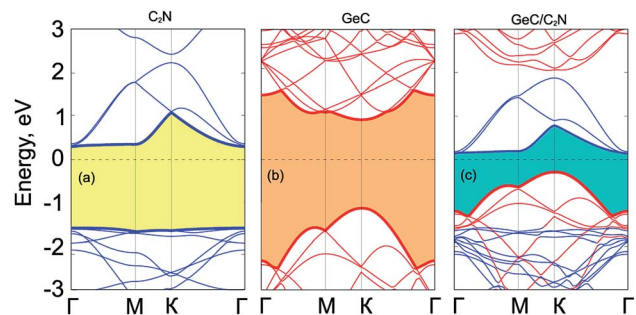 C₂N GeC GeC/C₂N
Energy, eV
3
2
1
0
-1
-2
-3
(a) (b) (c)
Γ M K Γ Γ M K Γ Γ M K Γ